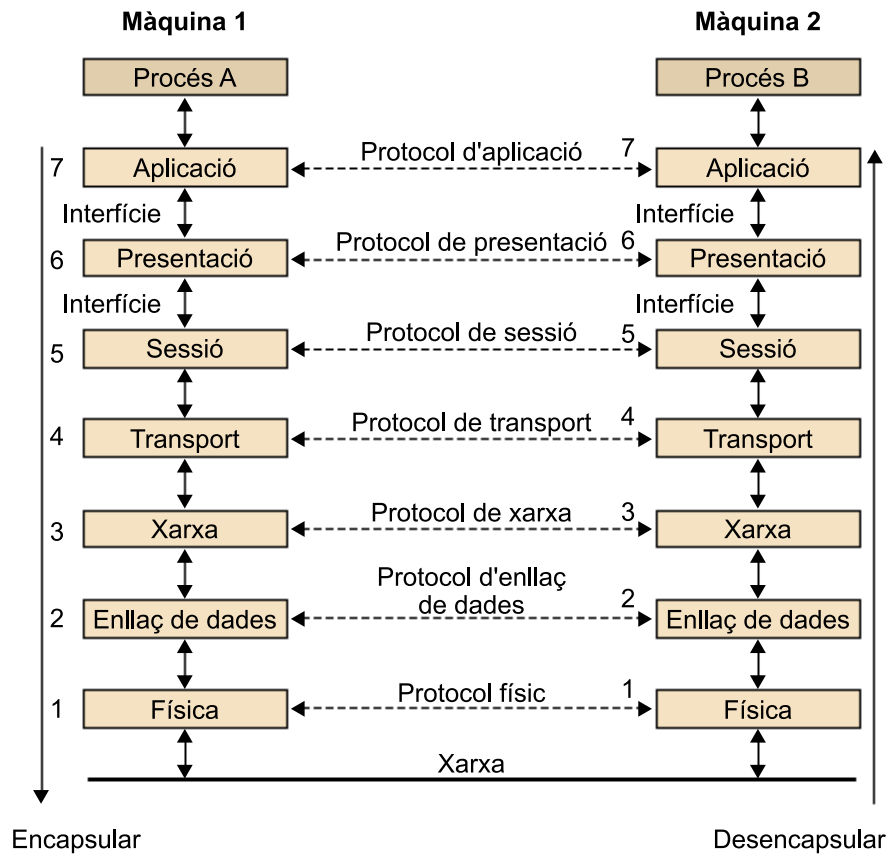 Màquina 1 Màquina 2
Procés A Procés B
7 Aplicació Protocol d'aplicació 7 Aplicació
Interfície Interfície
6 Presentació Protocol de presentació 6 Presentació
Interfície Interfície
5 Sessió Protocol de sessió 5 Sessió
4 Transport Protocol de transport 4 Transport
3 Xarxa Protocol de xarxa 3 Xarxa
Protocol d'enllaç
2 Enllaç de dades de dades 2 Enllaç de dades
1 Física Protocol físic 1 Física
Xarxa
Encapsular Desencapsular